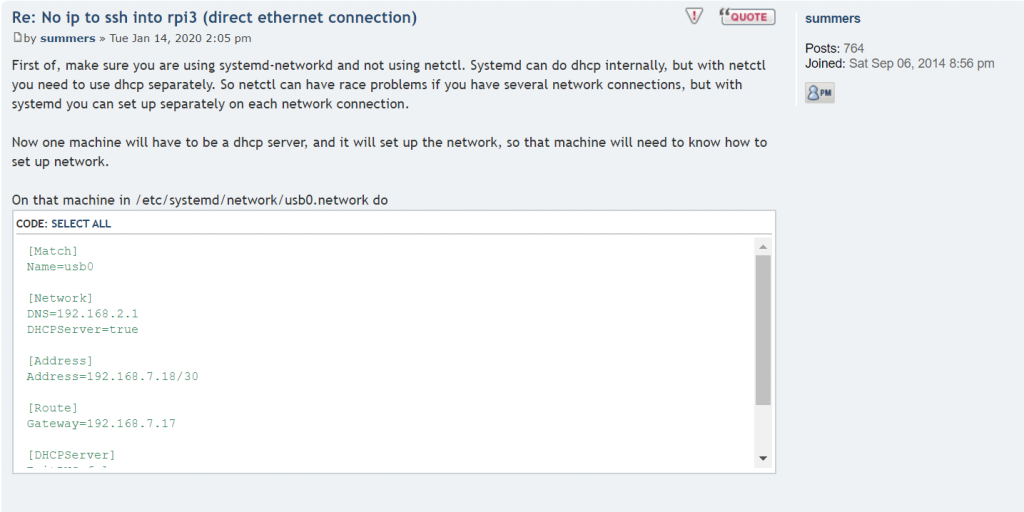 Re: No ip to ssh into rpi3 (direct ethernet connection)
QUOTE
by summers » Tue Jan 14, 2020 2:05 pm
First of, make sure you are using systemd-networkd and not using netctl. Systemd can do dhcp internally, but with netctl
you need to use dhcp separately. So netctl can have race problems if you have several network connections, but with
systemd you can set up separately on each network connection.
Now one machine will have to be a dhcp server, and it will set up the network, so that machine will need to know how to
set up network.
On that machine in /etc/systemd/network/usb0.network do
CODE: SELECT ALL
[Match]
Name=usb0
[Network]
DNS=192.168.2.1
DHCPServer=true
[Address]
Address=192.168.7.18/30
[Route]
Gateway=192.168.7.17
[DHCPServer]
summers
Posts: 764
Joined: Sat Sep 06, 2014 8:56 pm
PM